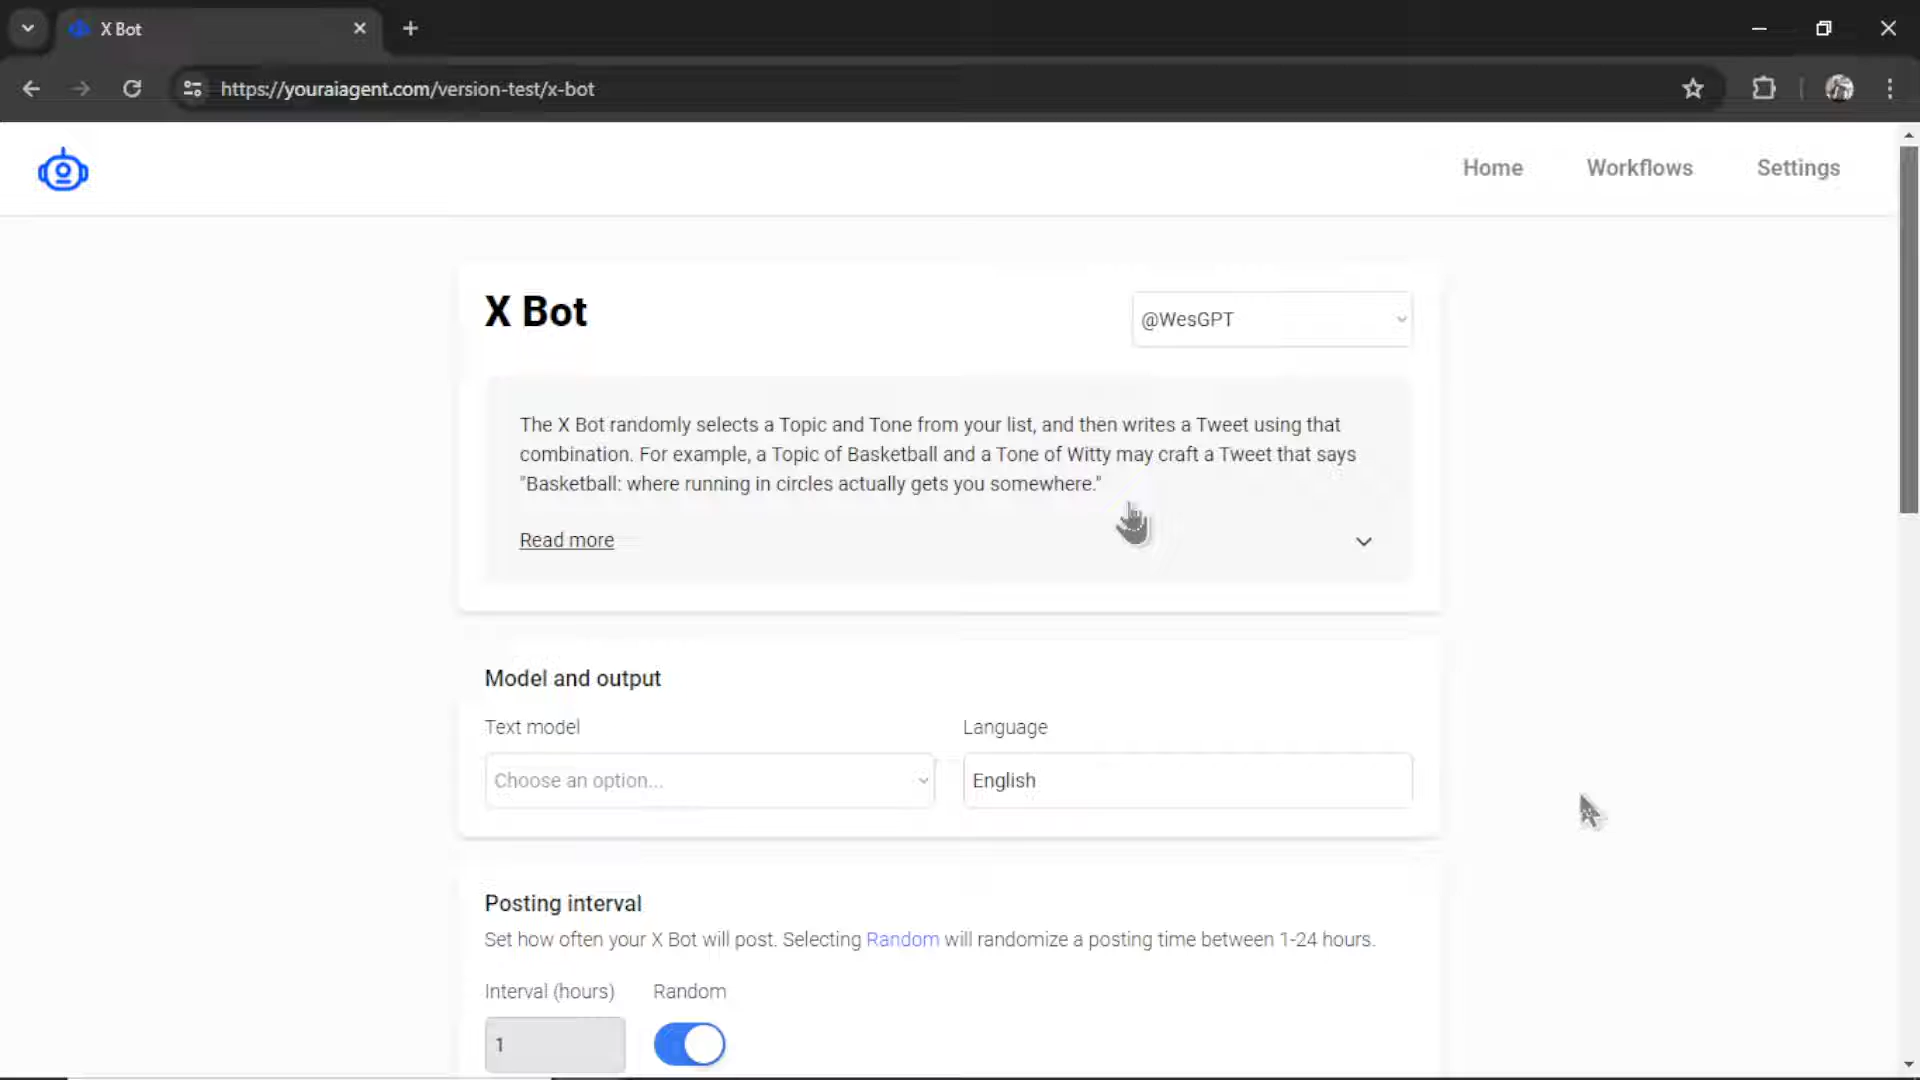 X Bot
https://youraiagent.com/version-test/x-bot
Home
Workflows
Settings
X Bot
@WesGPT
The X Bot randomly selects a Topic and Tone from your list, and then writes a Tweet using that
combination. For example, a Topic of Basketball and a Tone of Witty may craft a Tweet that says
"Basketball: where running in circles actually gets you somewhere."
Read more
Model and output
Text model
Language
Choose an option...
English
Posting interval
Set how often your X Bot will post. Selecting Random will randomize a posting time between 1-24 hours.
Interval (hours)
Random
1